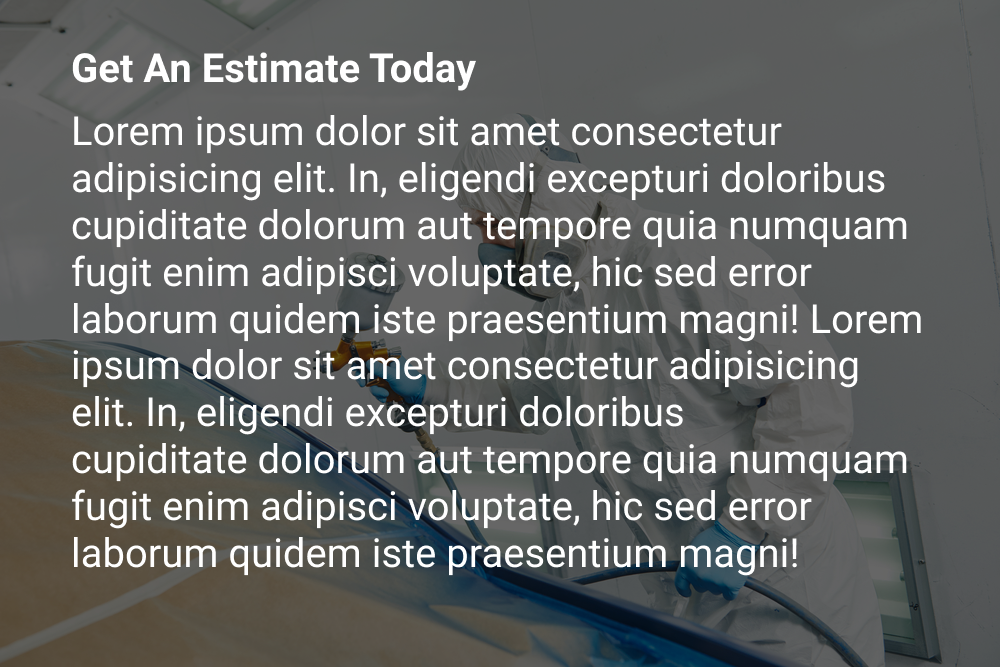 Get An Estimate Today
Lorem ipsum dolor sit amet consectetur
adipisicing elit. In, eligendi excepturi doloribus
cupiditate dolorum aut tempore quia numquam
fugit enim adipisci voluptate, hic sed error
laborum quidem iste praesentium magni! Lorem
ipsum dolor sit amet consectetur adipisicing
elit. In, eligendi excepturi doloribus
cupiditate dolorum aut tempore quia numquam
fugit enim adipisci voluptate, hic sed error
laborum quidem iste praesentium magni!